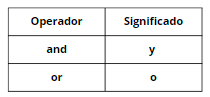 Operador Significado
and y
or o